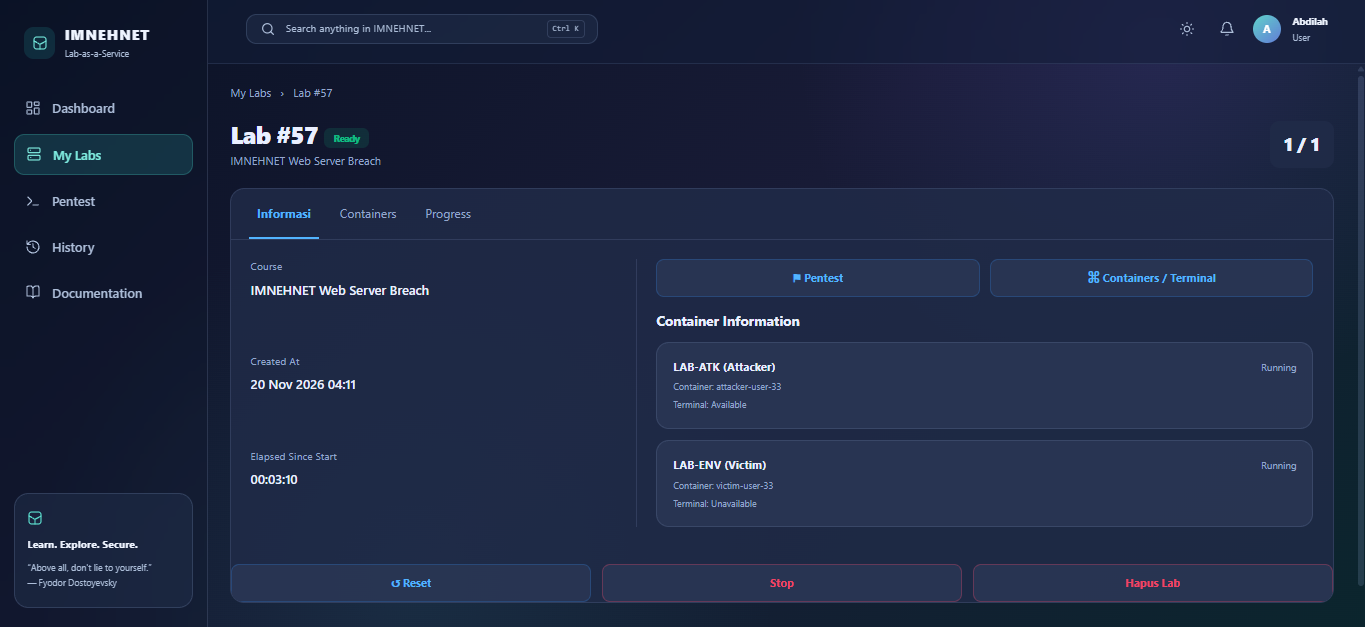 IMNEHNET
Lab-as-a-Service
Dashboard
My Labs
Pentest
History
Documentation
Learn. Explore. Secure.
"Above all, don't lie to yourself."
— Fyodor Dostoyevsky
Search anything in IMNEHNET...
Ctrl K
A
Abdilah
User
My Labs › Lab #57
Lab #57 Ready
IMNEHNET Web Server Breach
1 / 1
Informasi
Containers
Progress
Course
IMNEHNET Web Server Breach
Created At
20 Nov 2026 04:11
Elapsed Since Start
00:03:10
⚑ Pentest
⌘ Containers / Terminal
Container Information
LAB-ATK (Attacker)
Running
Container: attacker-user-33
Terminal: Available
LAB-ENV (Victim)
Running
Container: victim-user-33
Terminal: Unavailable
↺ Reset
Stop
Hapus Lab